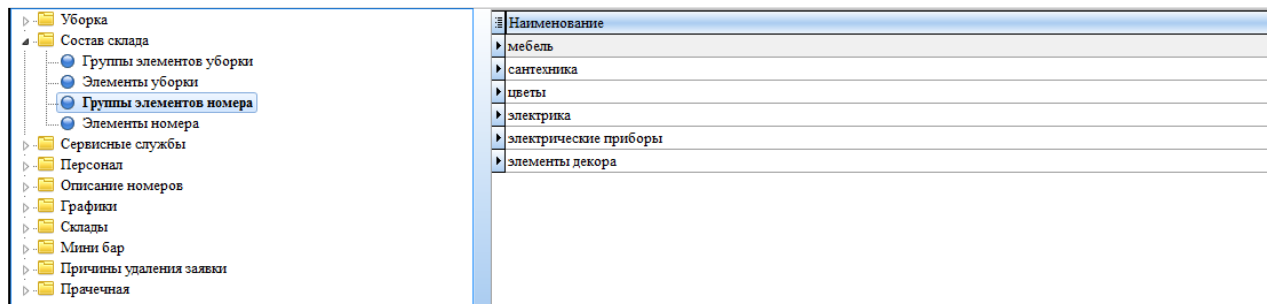 Уборка
Состав склада
Группы элементов уборки
Элементы уборки
Группы элементов номера
Элементы номера
Сервисные службы
Персонал
Описание номеров
Графики
Склады
Мини бар
Причины удаления заявки
Прачечная
Наименование
мебель
сантехника
цветы
электрика
электрические приборы
элементы декора